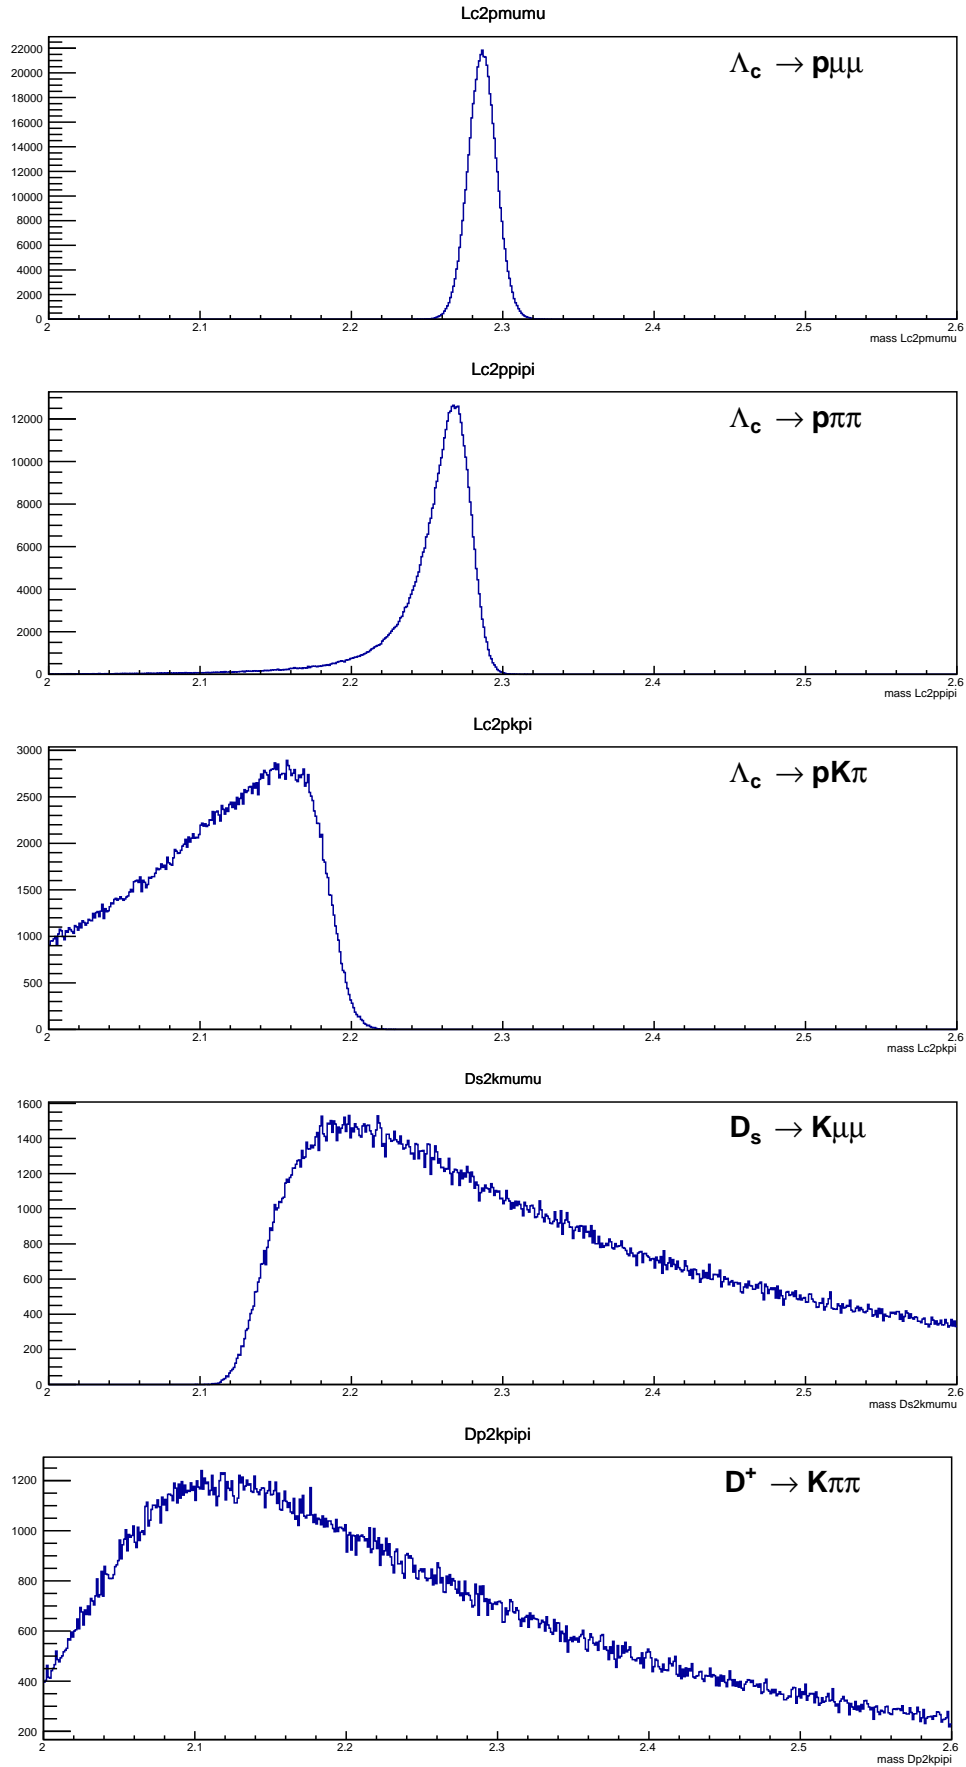 Lc2pmumu
Λc → pμμ
22000
20000
18000
16000
14000
12000
10000
8000
6000
4000
2000
0
2 2.1 2.2 2.3 2.4 2.5 2.6
mass Lc2pmumu
Lc2ppipi
Λc → pππ
12000
10000
8000
6000
4000
2000
0
2 2.1 2.2 2.3 2.4 2.5 2.6
mass Lc2ppipi
Lc2pkpi
Λc → pKπ
3000
2500
2000
1500
1000
500
0
2 2.1 2.2 2.3 2.4 2.5 2.6
mass Lc2pkpi
Ds2kmumu
Ds → Kμμ
1600
1400
1200
1000
800
600
400
200
0
2 2.1 2.2 2.3 2.4 2.5 2.6
mass Ds2kmumu
Dp2kpipi
D+ → Kππ
1200
1000
800
600
400
200
2 2.1 2.2 2.3 2.4 2.5 2.6
mass Dp2kpipi